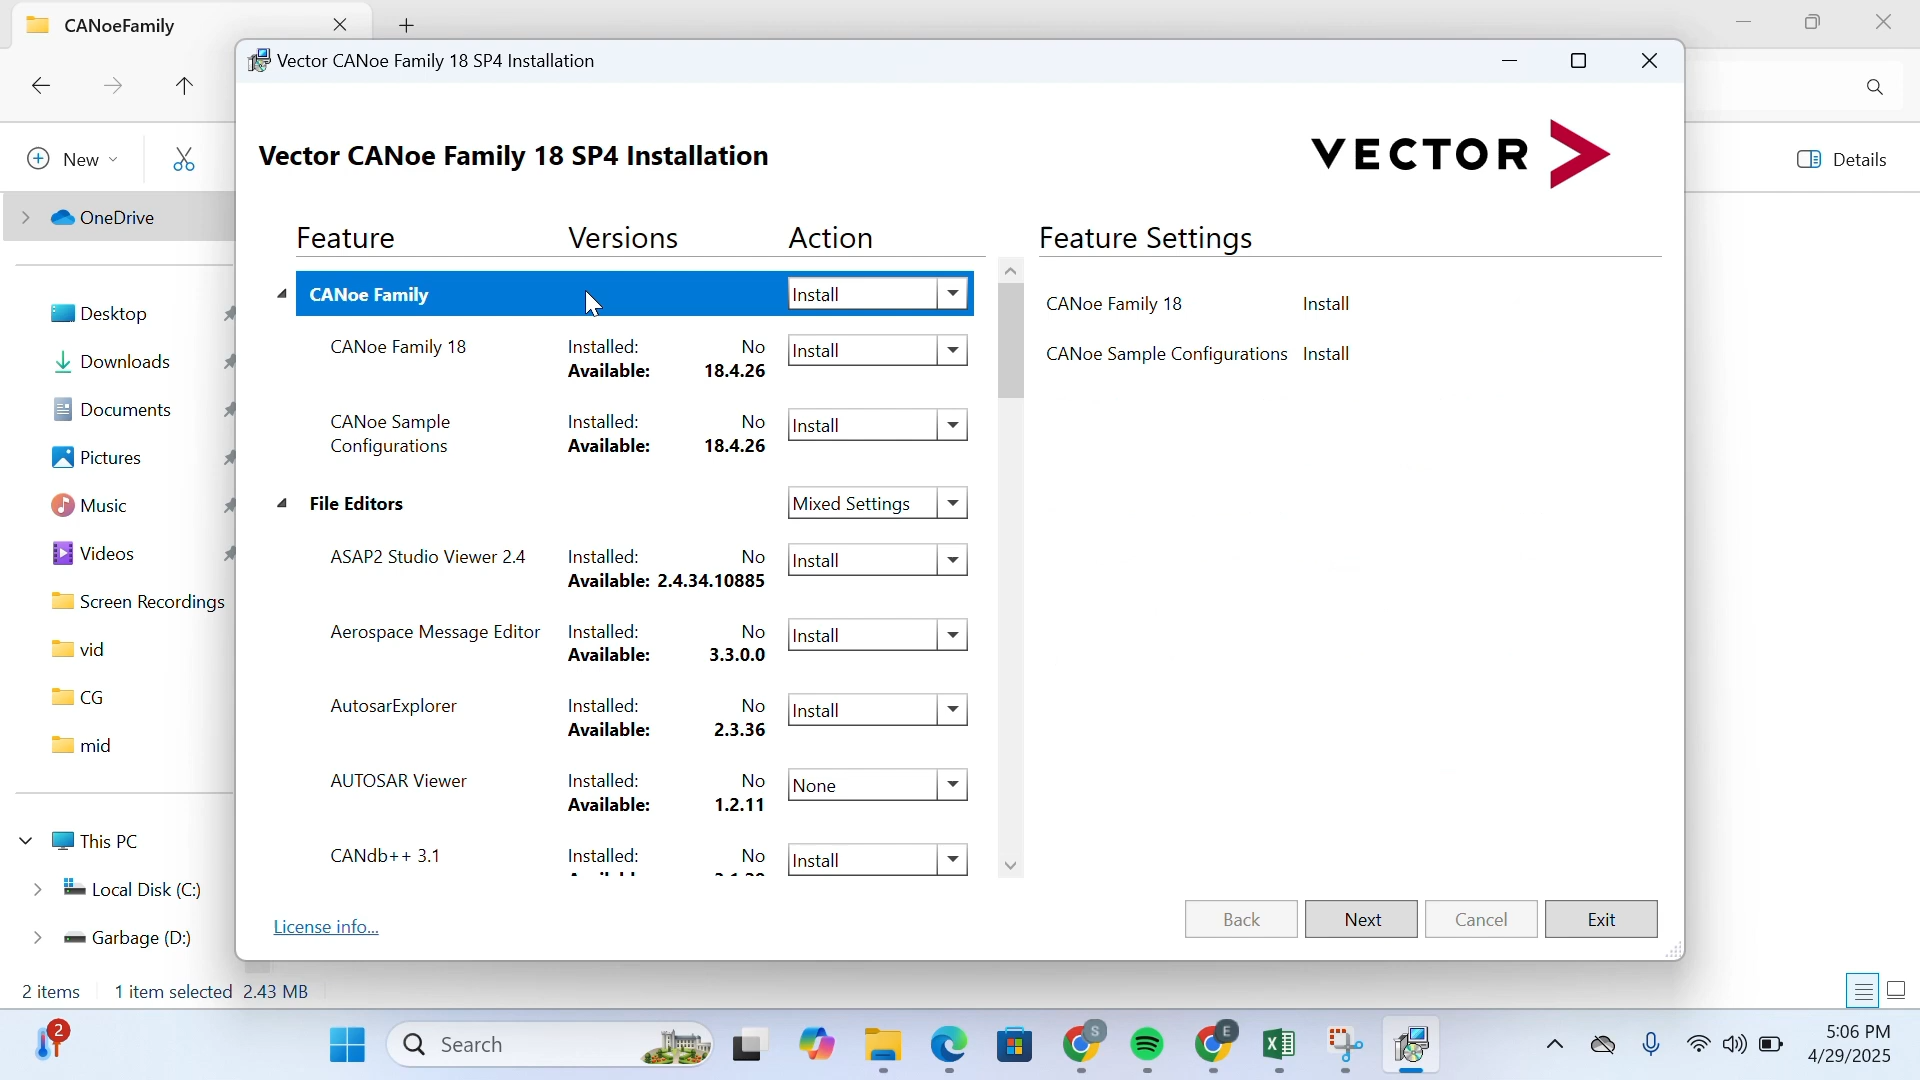 CANoeFamily
Vector CANoe Family 18 SP4 Installation
New
Details
Vector CANoe Family 18 SP4 Installation
VECTOR
OneDrive
Desktop
Downloads
Documents
Pictures
Music
Videos
Screen Recordings
vid
CG
mid
This PC
Local Disk (C:)
Garbage (D:)
Feature Versions Action
CANoe Family Install
CANoe Family 18 Installed: No Install
Available: 18.4.26
CANoe Sample Installed: No Install
Configurations Available: 18.4.26
File Editors Mixed Settings
ASAP2 Studio Viewer 2.4 Installed: No Install
Available: 2.4.34.10885
Aerospace Message Editor Installed: No Install
Available: 3.3.0.0
AutosarExplorer Installed: No Install
Available: 2.3.36
AUTOSAR Viewer Installed: No None
Available: 1.2.11
CANdb++ 3.1 Installed: No Install
Feature Settings
CANoe Family 18 Install
CANoe Sample Configurations Install
License info...
Back Next Cancel Exit
2 items 1 item selected 2.43 MB
2
Search
S
E
5:06 PM
4/29/2025